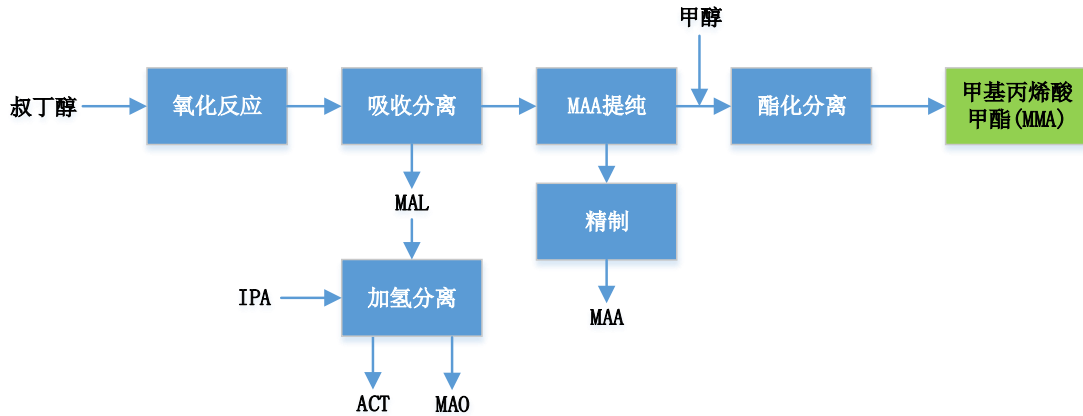 甲醇
叔丁醇
氧化反应
吸收分离
MAA提纯
酯化分离
甲基丙烯酸
甲酯(MMA)
MAL
精制
IPA
加氢分离
MAA
ACT
MAO